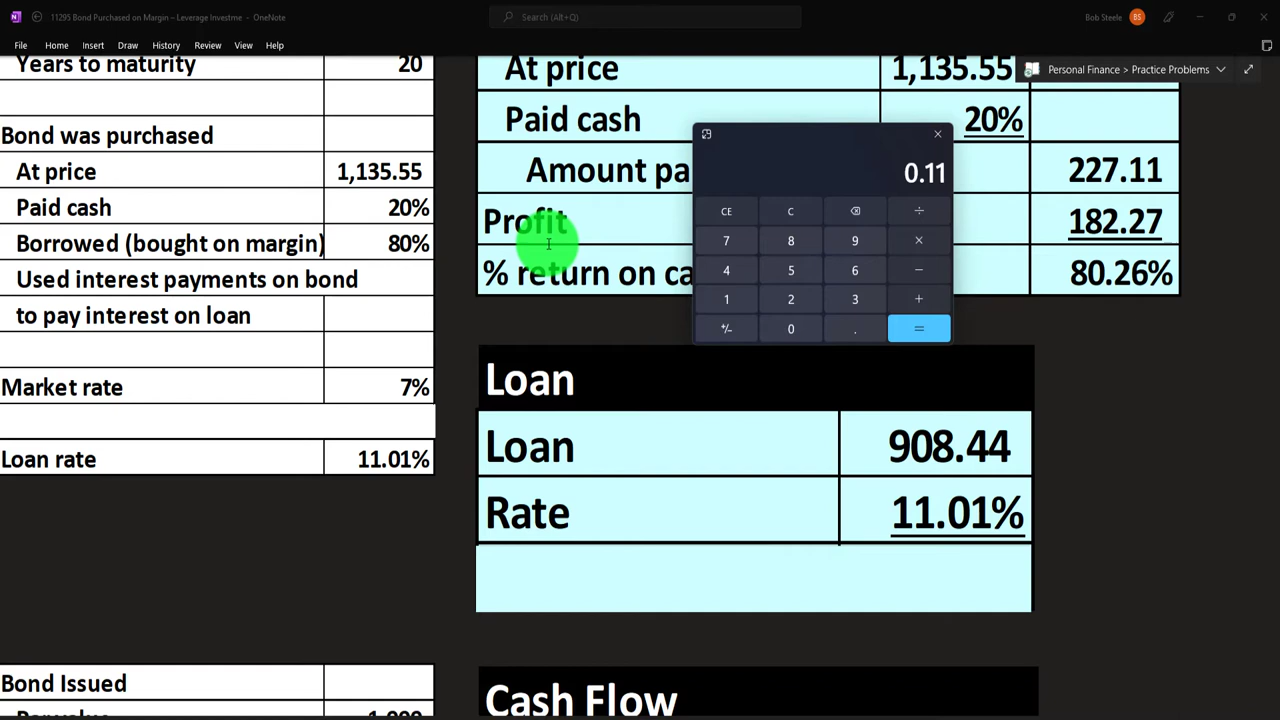 11295 Bond Purchased on Margin – Leverage Investme - OneNote
Search (Alt+Q)
Bob Steele
BS
File Home Insert Draw History Review View Help
Personal Finance > Practice Problems
Years to maturity 20
Bond was purchased
At price 1,135.55
Paid cash 20%
Borrowed (bought on margin) 80%
Used interest payments on bond
to pay interest on loan
Market rate 7%
Loan rate 11.01%
Bond Issued
1,000
At price 1,135.55
Paid cash 20%
Amount pa 227.11
Profit 182.27
% return on ca 80.26%
0.11
CE C ÷
7 8 9 ×
4 5 6 −
1 2 3 +
+/- 0 . =
Loan
Loan 908.44
Rate 11.01%
Cash Flow